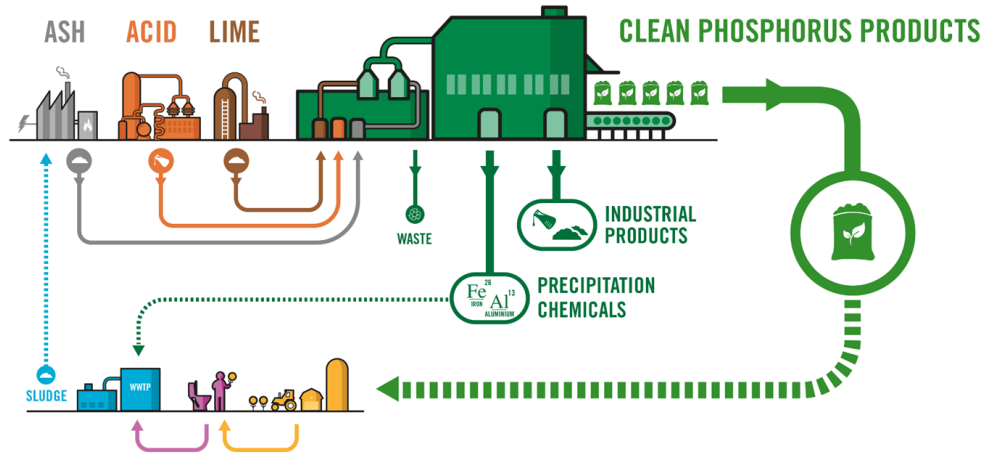 ASH
ACID
LIME
CLEAN PHOSPHORUS PRODUCTS
WASTE
INDUSTRIAL
PRODUCTS
26
Fe
IRON
13
Al
ALUMINIUM
PRECIPITATION
CHEMICALS
SLUDGE
WWTP